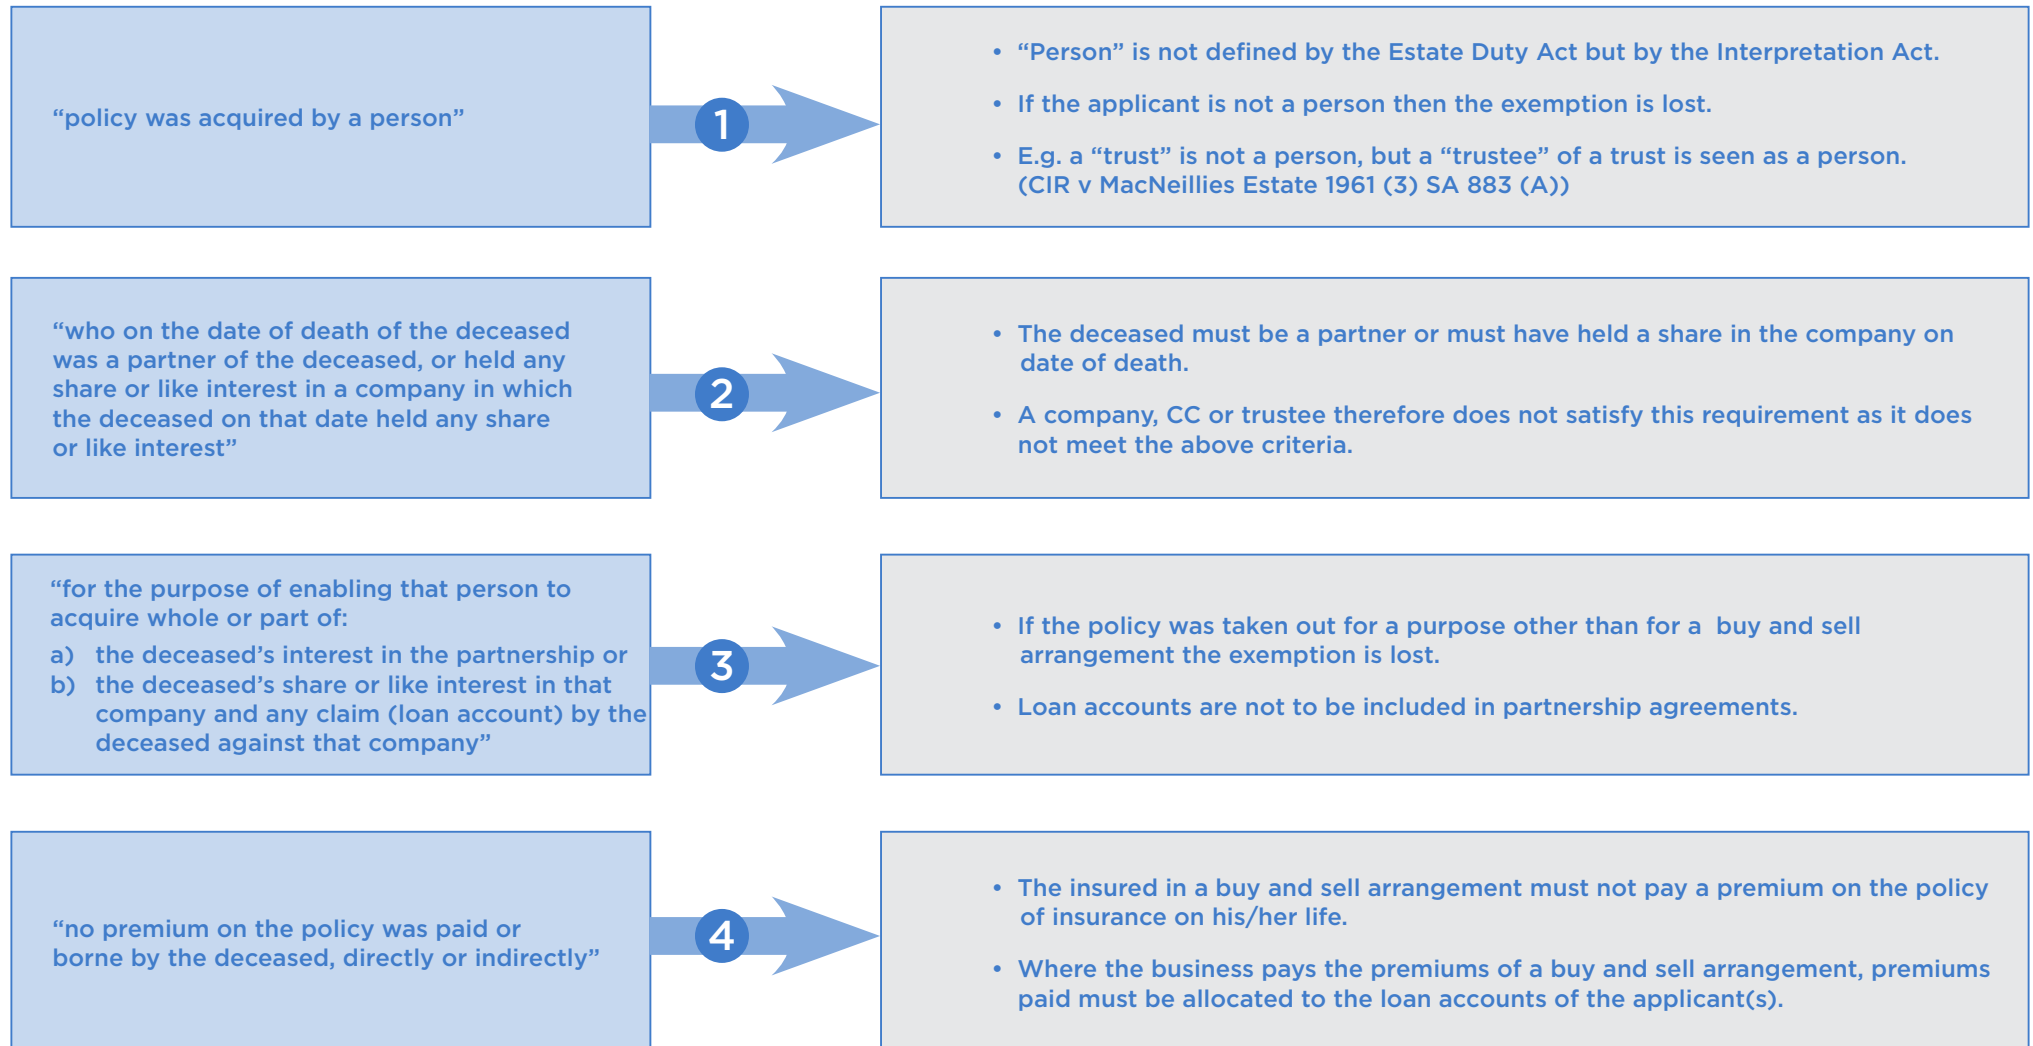 “policy was acquired by a person”
1
• “Person” is not defined by the Estate Duty Act but by the Interpretation Act.
• If the applicant is not a person then the exemption is lost.
• E.g. a “trust” is not a person, but a “trustee” of a trust is seen as a person.
(CIR v MacNeillies Estate 1961 (3) SA 883 (A))
“who on the date of death of the deceased
was a partner of the deceased, or held any
share or like interest in a company in which
the deceased on that date held any share
or like interest”
2
• The deceased must be a partner or must have held a share in the company on
date of death.
• A company, CC or trustee therefore does not satisfy this requirement as it does
not meet the above criteria.
“for the purpose of enabling that person to
acquire whole or part of:
a) the deceased’s interest in the partnership or
b) the deceased’s share or like interest in that
company and any claim (loan account) by the
deceased against that company”
3
• If the policy was taken out for a purpose other than for a buy and sell
arrangement the exemption is lost.
• Loan accounts are not to be included in partnership agreements.
“no premium on the policy was paid or
borne by the deceased, directly or indirectly”
4
• The insured in a buy and sell arrangement must not pay a premium on the policy
of insurance on his/her life.
• Where the business pays the premiums of a buy and sell arrangement, premiums
paid must be allocated to the loan accounts of the applicant(s).